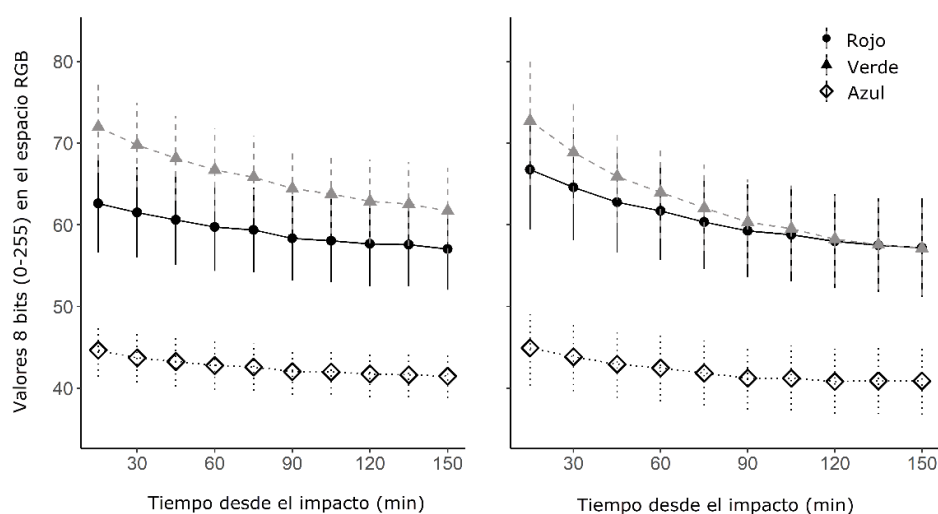 Valores 8 bits (0-255) en el espacio RGB
80
70
60
50
40
30 60 90 120 150
Tiempo desde el impacto (min)
Rojo
Verde
Azul
30 60 90 120 150
Tiempo desde el impacto (min)